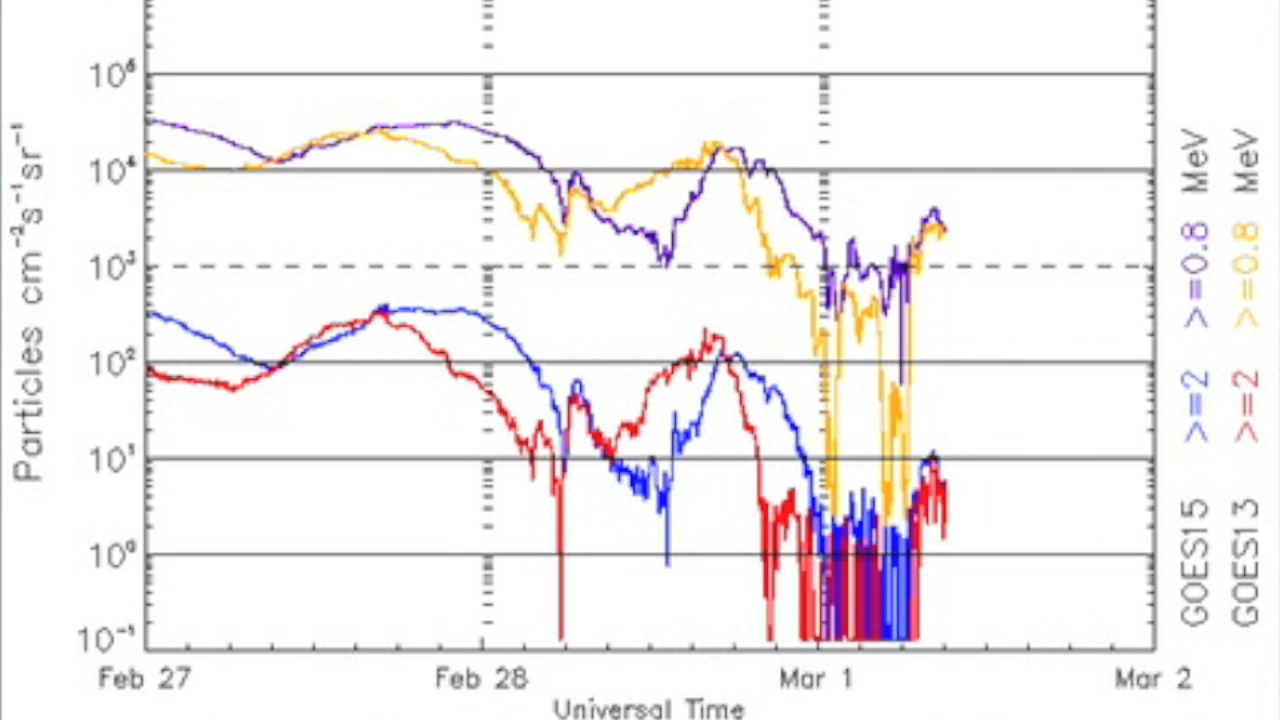 Particles cm⁻²s⁻¹sr⁻¹
10⁶
10⁴
10³
10²
10¹
10⁰
10⁻¹
Feb 27 Feb 28 Mar 1 Mar 2
Universal Time
GOES15 >=2 >=0.8 MeV
GOES13 >=2 >=0.8 MeV